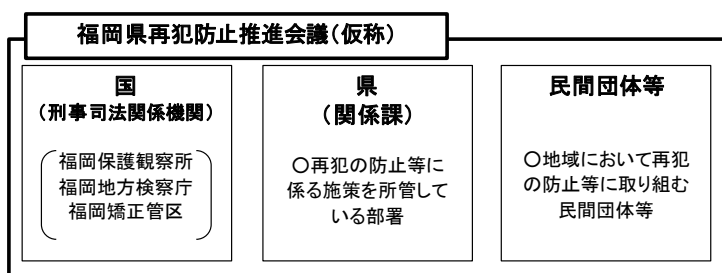 福岡県再犯防止推進会議(仮称)
国
(刑事司法関係機関)
福岡保護観察所
福岡地方検察庁
福岡矯正管区
県
(関係課)
○再犯の防止等に
係る施策を所管して
いる部署
民間団体等
○地域において再犯
の防止等に取り組む
民間団体等